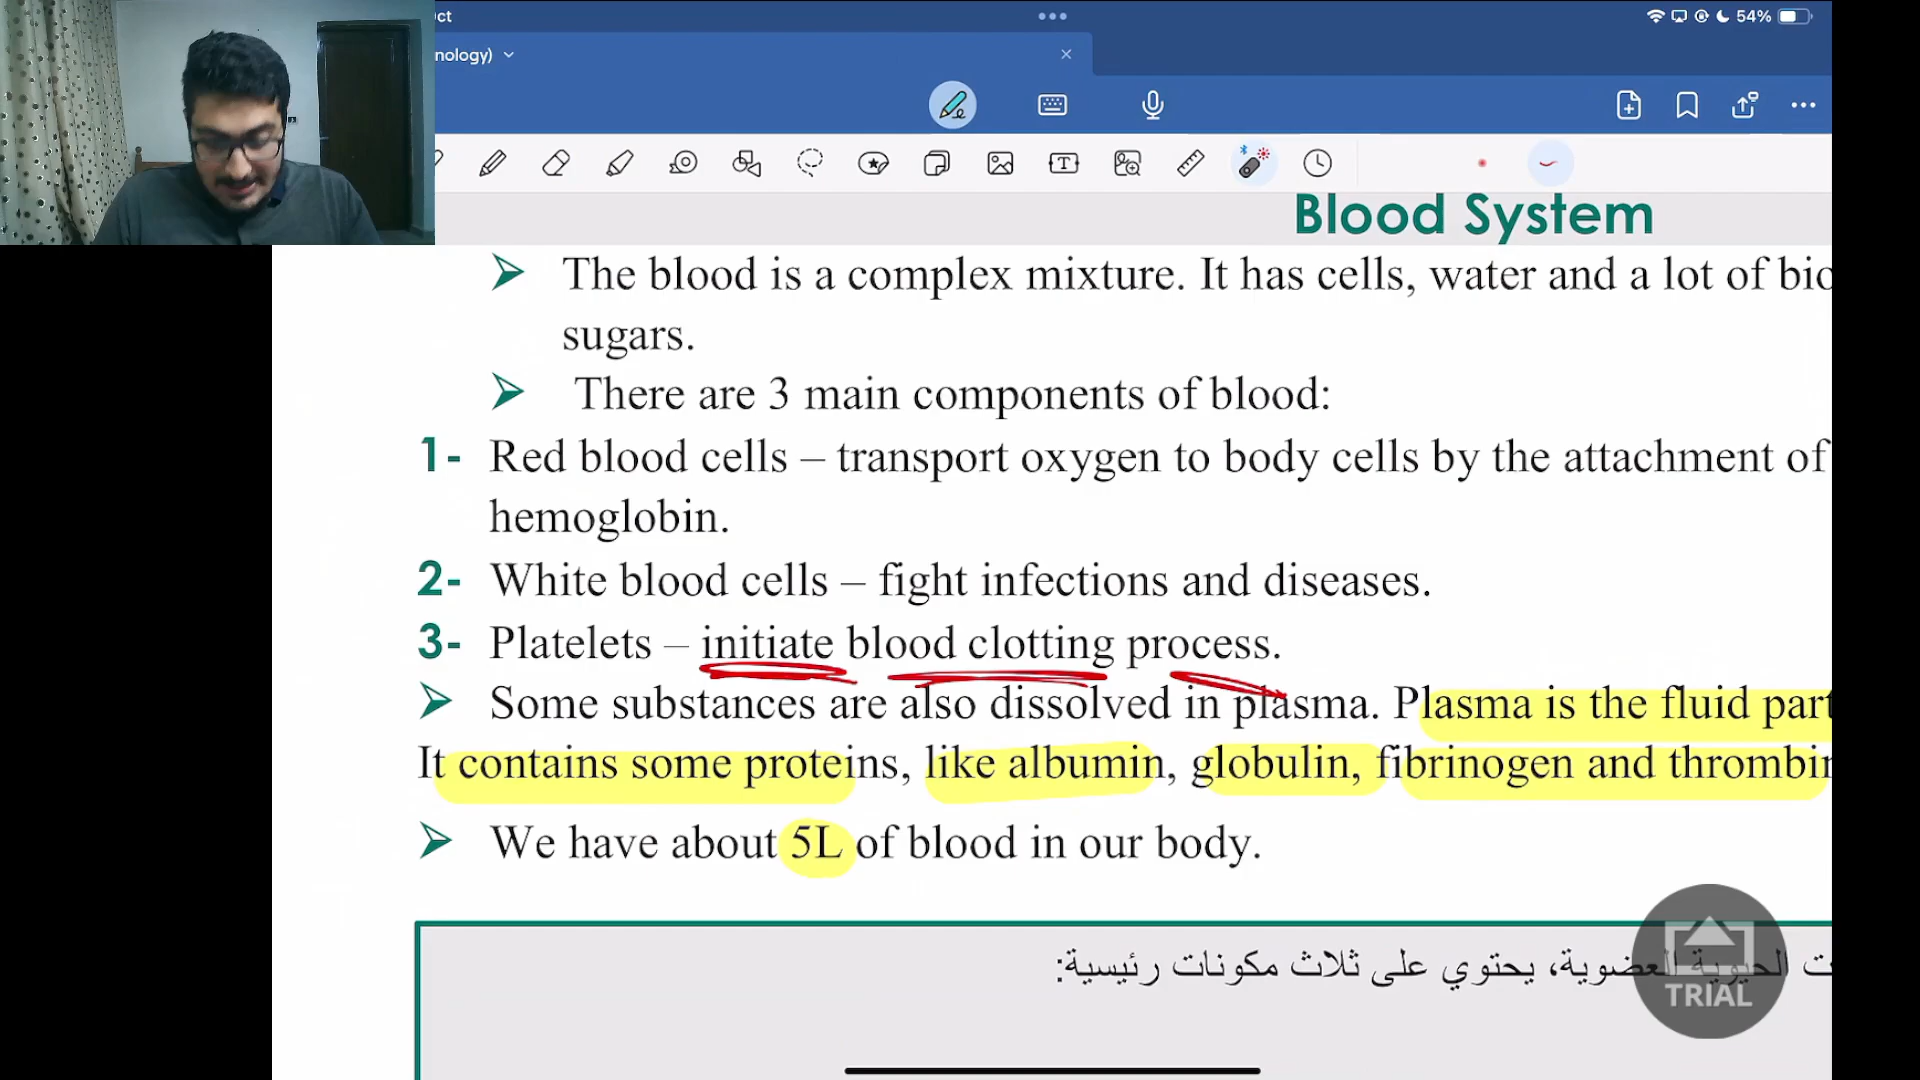 54%
Blood System
The blood is a complex mixture. It has cells, water and a lot of
sugars.
There are 3 main components of blood:
1- Red blood cells – transport oxygen to body cells by the attachment of
hemoglobin.
2- White blood cells – fight infections and diseases.
3- Platelets – initiate blood clotting process.
Some substances are also dissolved in plasma. Plasma is the fluid part
It contains some proteins, like albumin, globulin, fibrinogen and
We have about 5L of blood in our body.
الحيوية العضوية، يحتوي على ثلاث مكونات رئيسية:
TRIAL